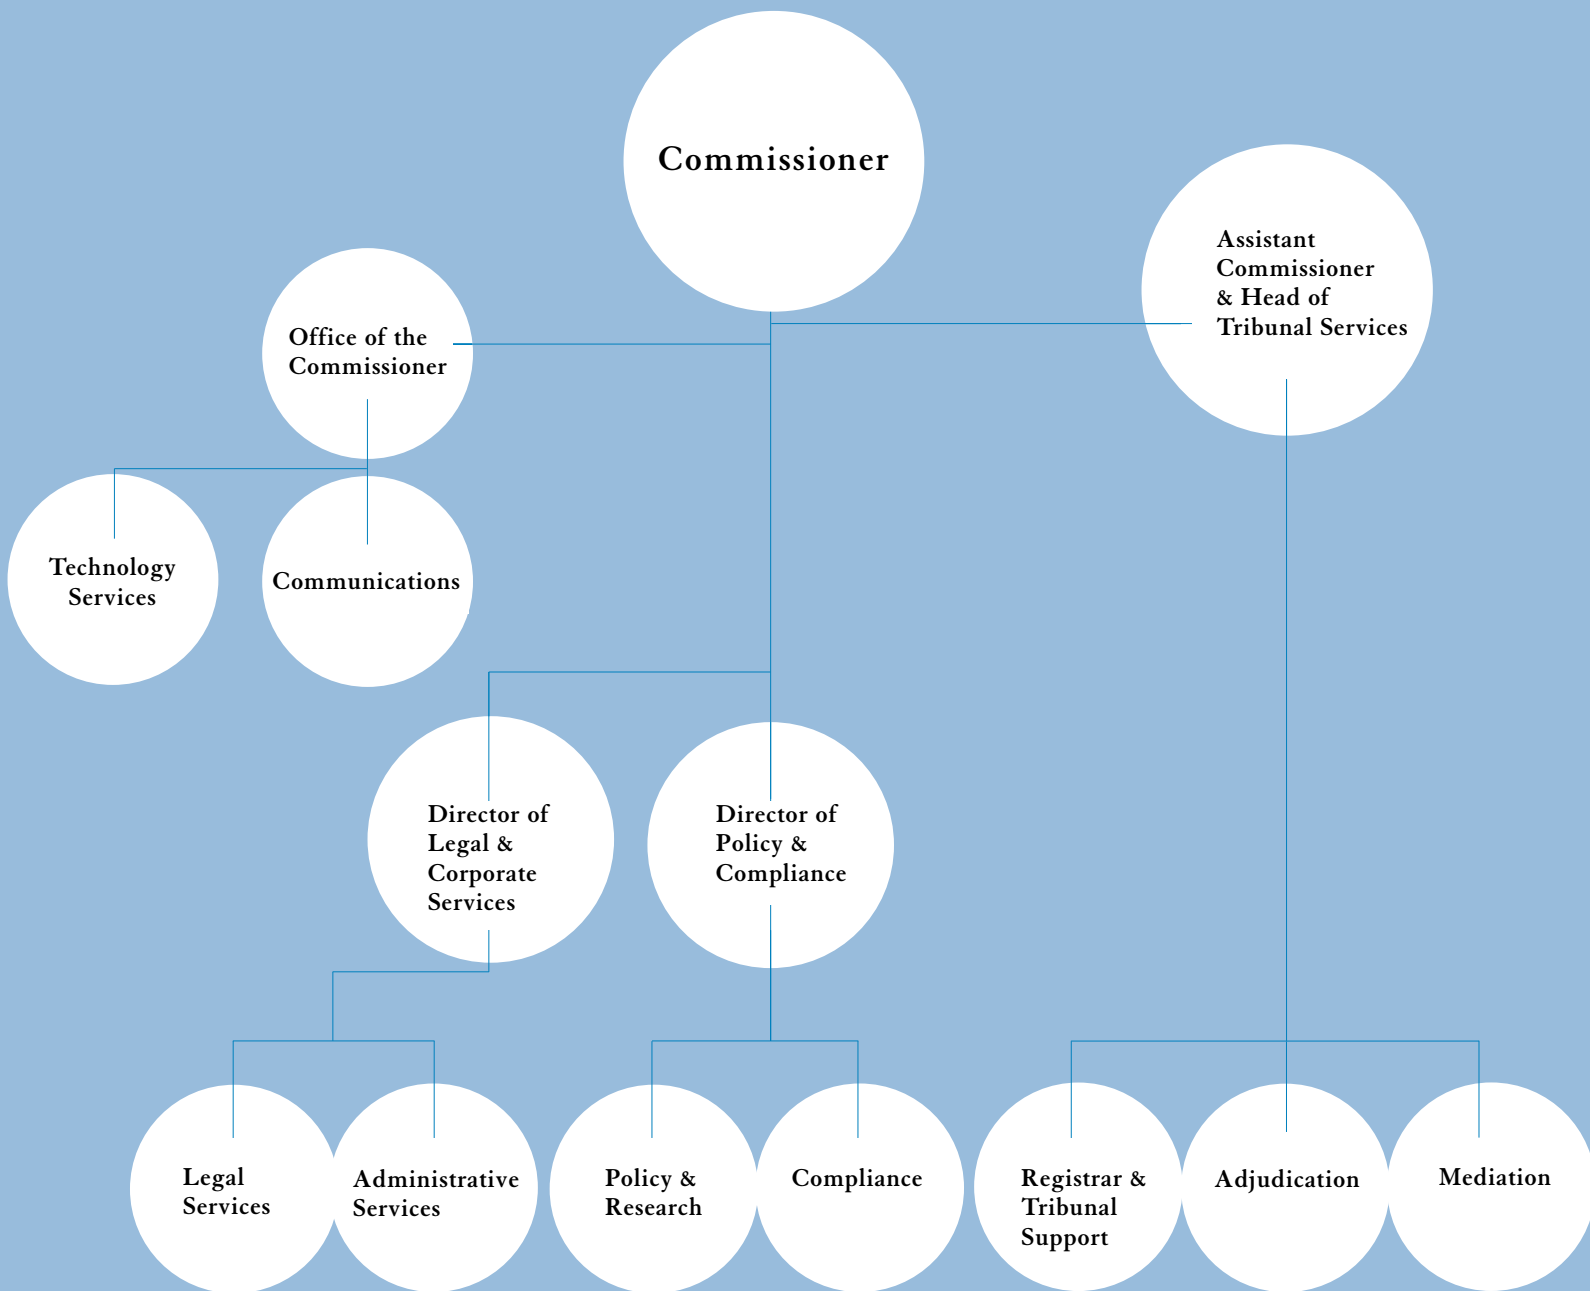 Commissioner
Assistant
Commissioner
& Head of
Tribunal Services
Office of the
Commissioner
Technology
Services
Communications
Director of
Legal &
Corporate
Services
Director of
Policy &
Compliance
Legal
Services
Administrative
Services
Policy &
Research
Compliance
Registrar &
Tribunal
Support
Adjudication
Mediation